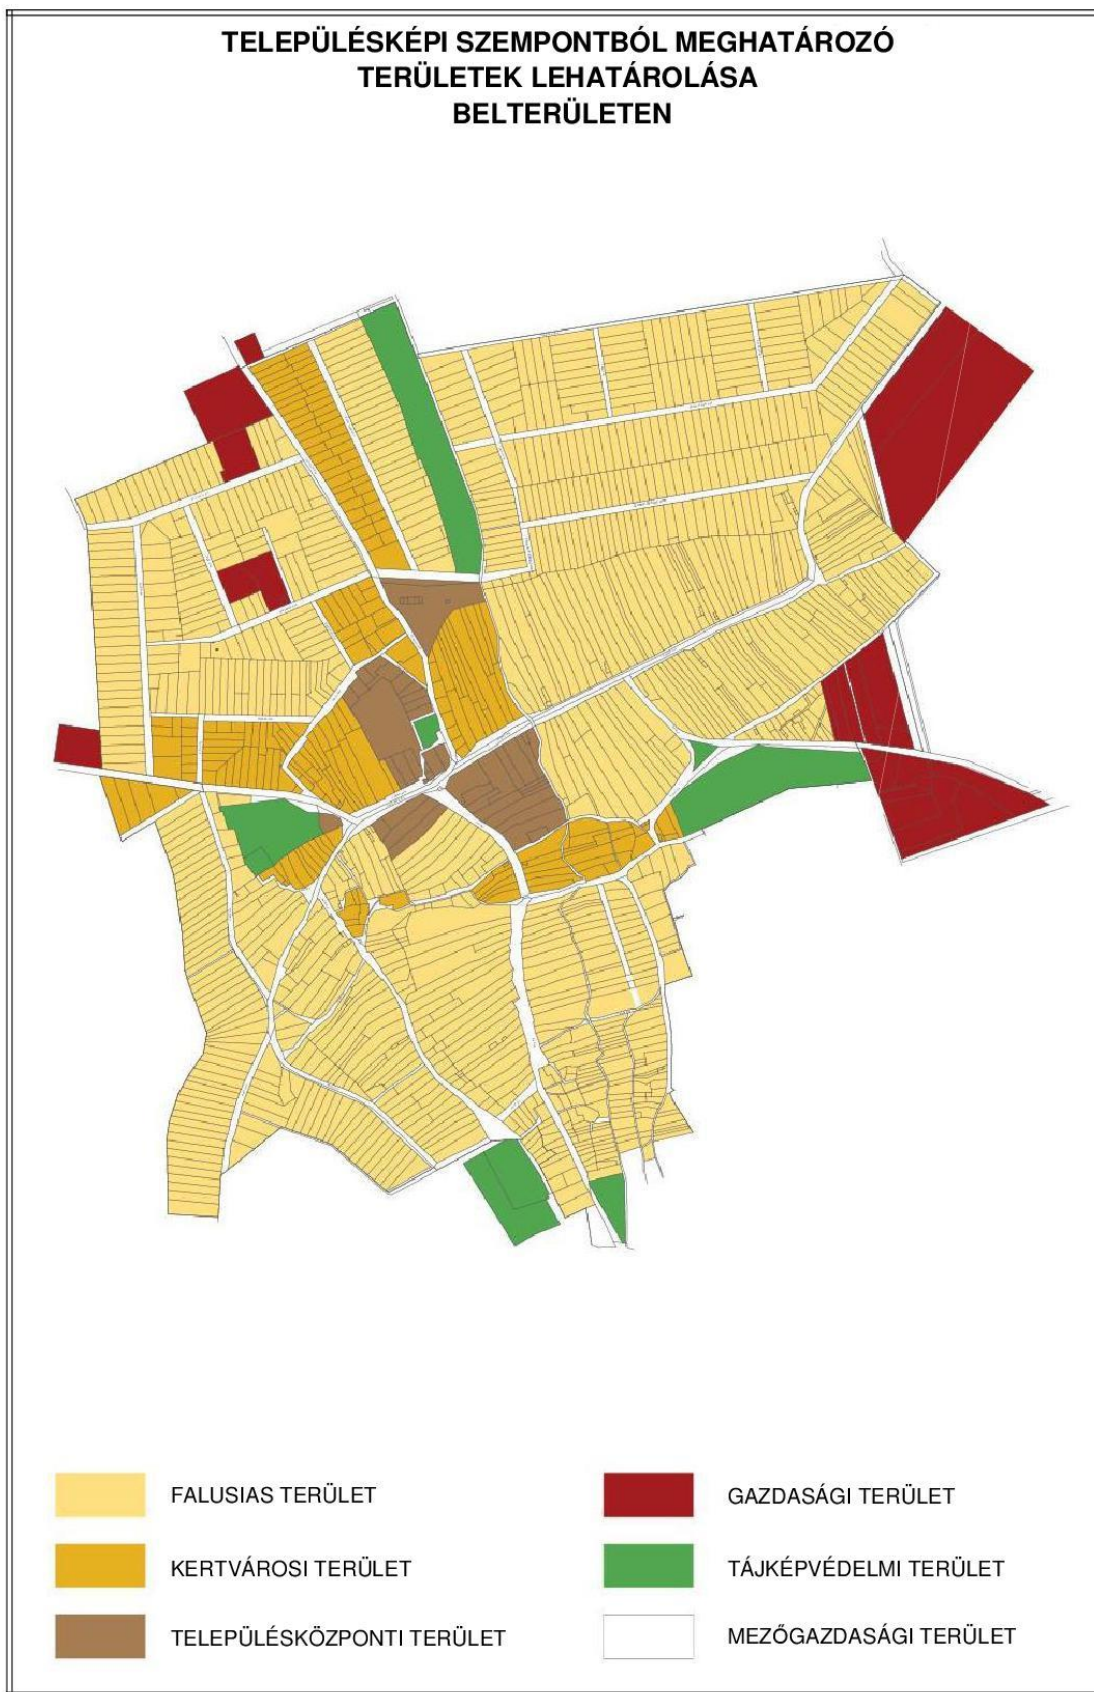 TELEPÜLÉSKÉPI SZEMPONTBÓL MEGHATÁROZÓ
TERÜLETEK LEHATÁROLÁSA
BELTERÜLETEN
FALUSIAS TERÜLET
KERTVÁROSI TERÜLET
TELEPÜLÉSKÖZPONTI TERÜLET
GAZDASÁGI TERÜLET
TÁJKÉPVÉDELMI TERÜLET
MEZŐGAZDASÁGI TERÜLET